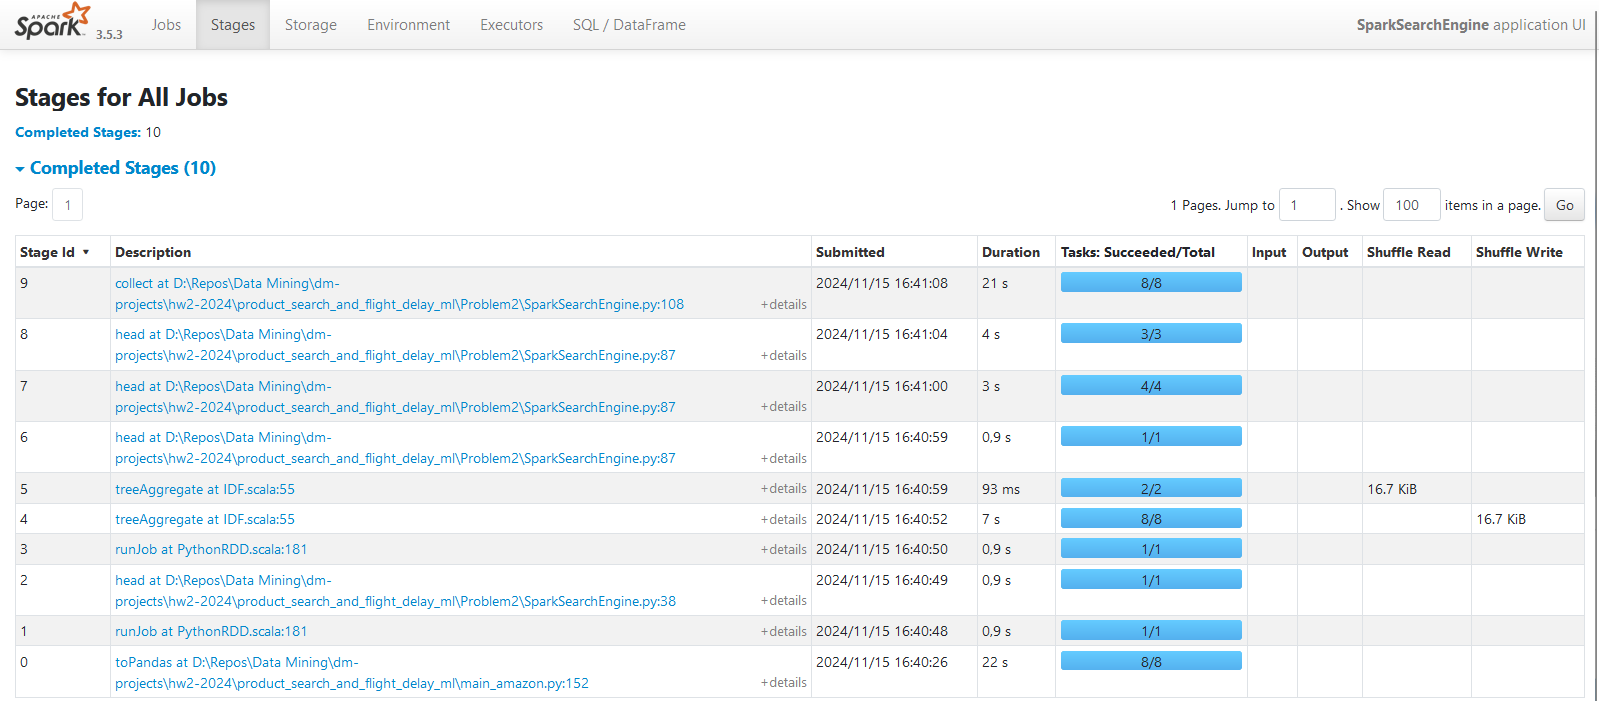 APACHE
Spark 3.5.3 Jobs Stages Storage Environment Executors SQL / DataFrame SparkSearchEngine application UI
Stages for All Jobs
Completed Stages: 10
Completed Stages (10)
Page: 1 1 Pages. Jump to 1 . Show 100 items in a page. Go
Stage Id Description Submitted Duration Tasks: Succeeded/Total Input Output Shuffle Read Shuffle Write
9 collect at D:\Repos\Data Mining\dm- 2024/11/15 16:41:08 21 s 8/8
projects\hw2-2024\product_search_and_flight_delay_ml\Problem2\SparkSearchEngine.py:108 +details
8 head at D:\Repos\Data Mining\dm- 2024/11/15 16:41:04 4 s 3/3
projects\hw2-2024\product_search_and_flight_delay_ml\Problem2\SparkSearchEngine.py:87 +details
7 head at D:\Repos\Data Mining\dm- 2024/11/15 16:41:00 3 s 4/4
projects\hw2-2024\product_search_and_flight_delay_ml\Problem2\SparkSearchEngine.py:87 +details
6 head at D:\Repos\Data Mining\dm- 2024/11/15 16:40:59 0,9 s 1/1
projects\hw2-2024\product_search_and_flight_delay_ml\Problem2\SparkSearchEngine.py:87 +details
5 treeAggregate at IDF.scala:55 +details 2024/11/15 16:40:59 93 ms 2/2 16.7 KiB
4 treeAggregate at IDF.scala:55 +details 2024/11/15 16:40:52 7 s 8/8 16.7 KiB
3 runJob at PythonRDD.scala:181 +details 2024/11/15 16:40:50 0,9 s 1/1
2 head at D:\Repos\Data Mining\dm- 2024/11/15 16:40:49 0,9 s 1/1
projects\hw2-2024\product_search_and_flight_delay_ml\Problem2\SparkSearchEngine.py:38 +details
1 runJob at PythonRDD.scala:181 +details 2024/11/15 16:40:48 0,9 s 1/1
0 toPandas at D:\Repos\Data Mining\dm- 2024/11/15 16:40:26 22 s 8/8
projects\hw2-2024\product_search_and_flight_delay_ml\main_amazon.py:152 +details